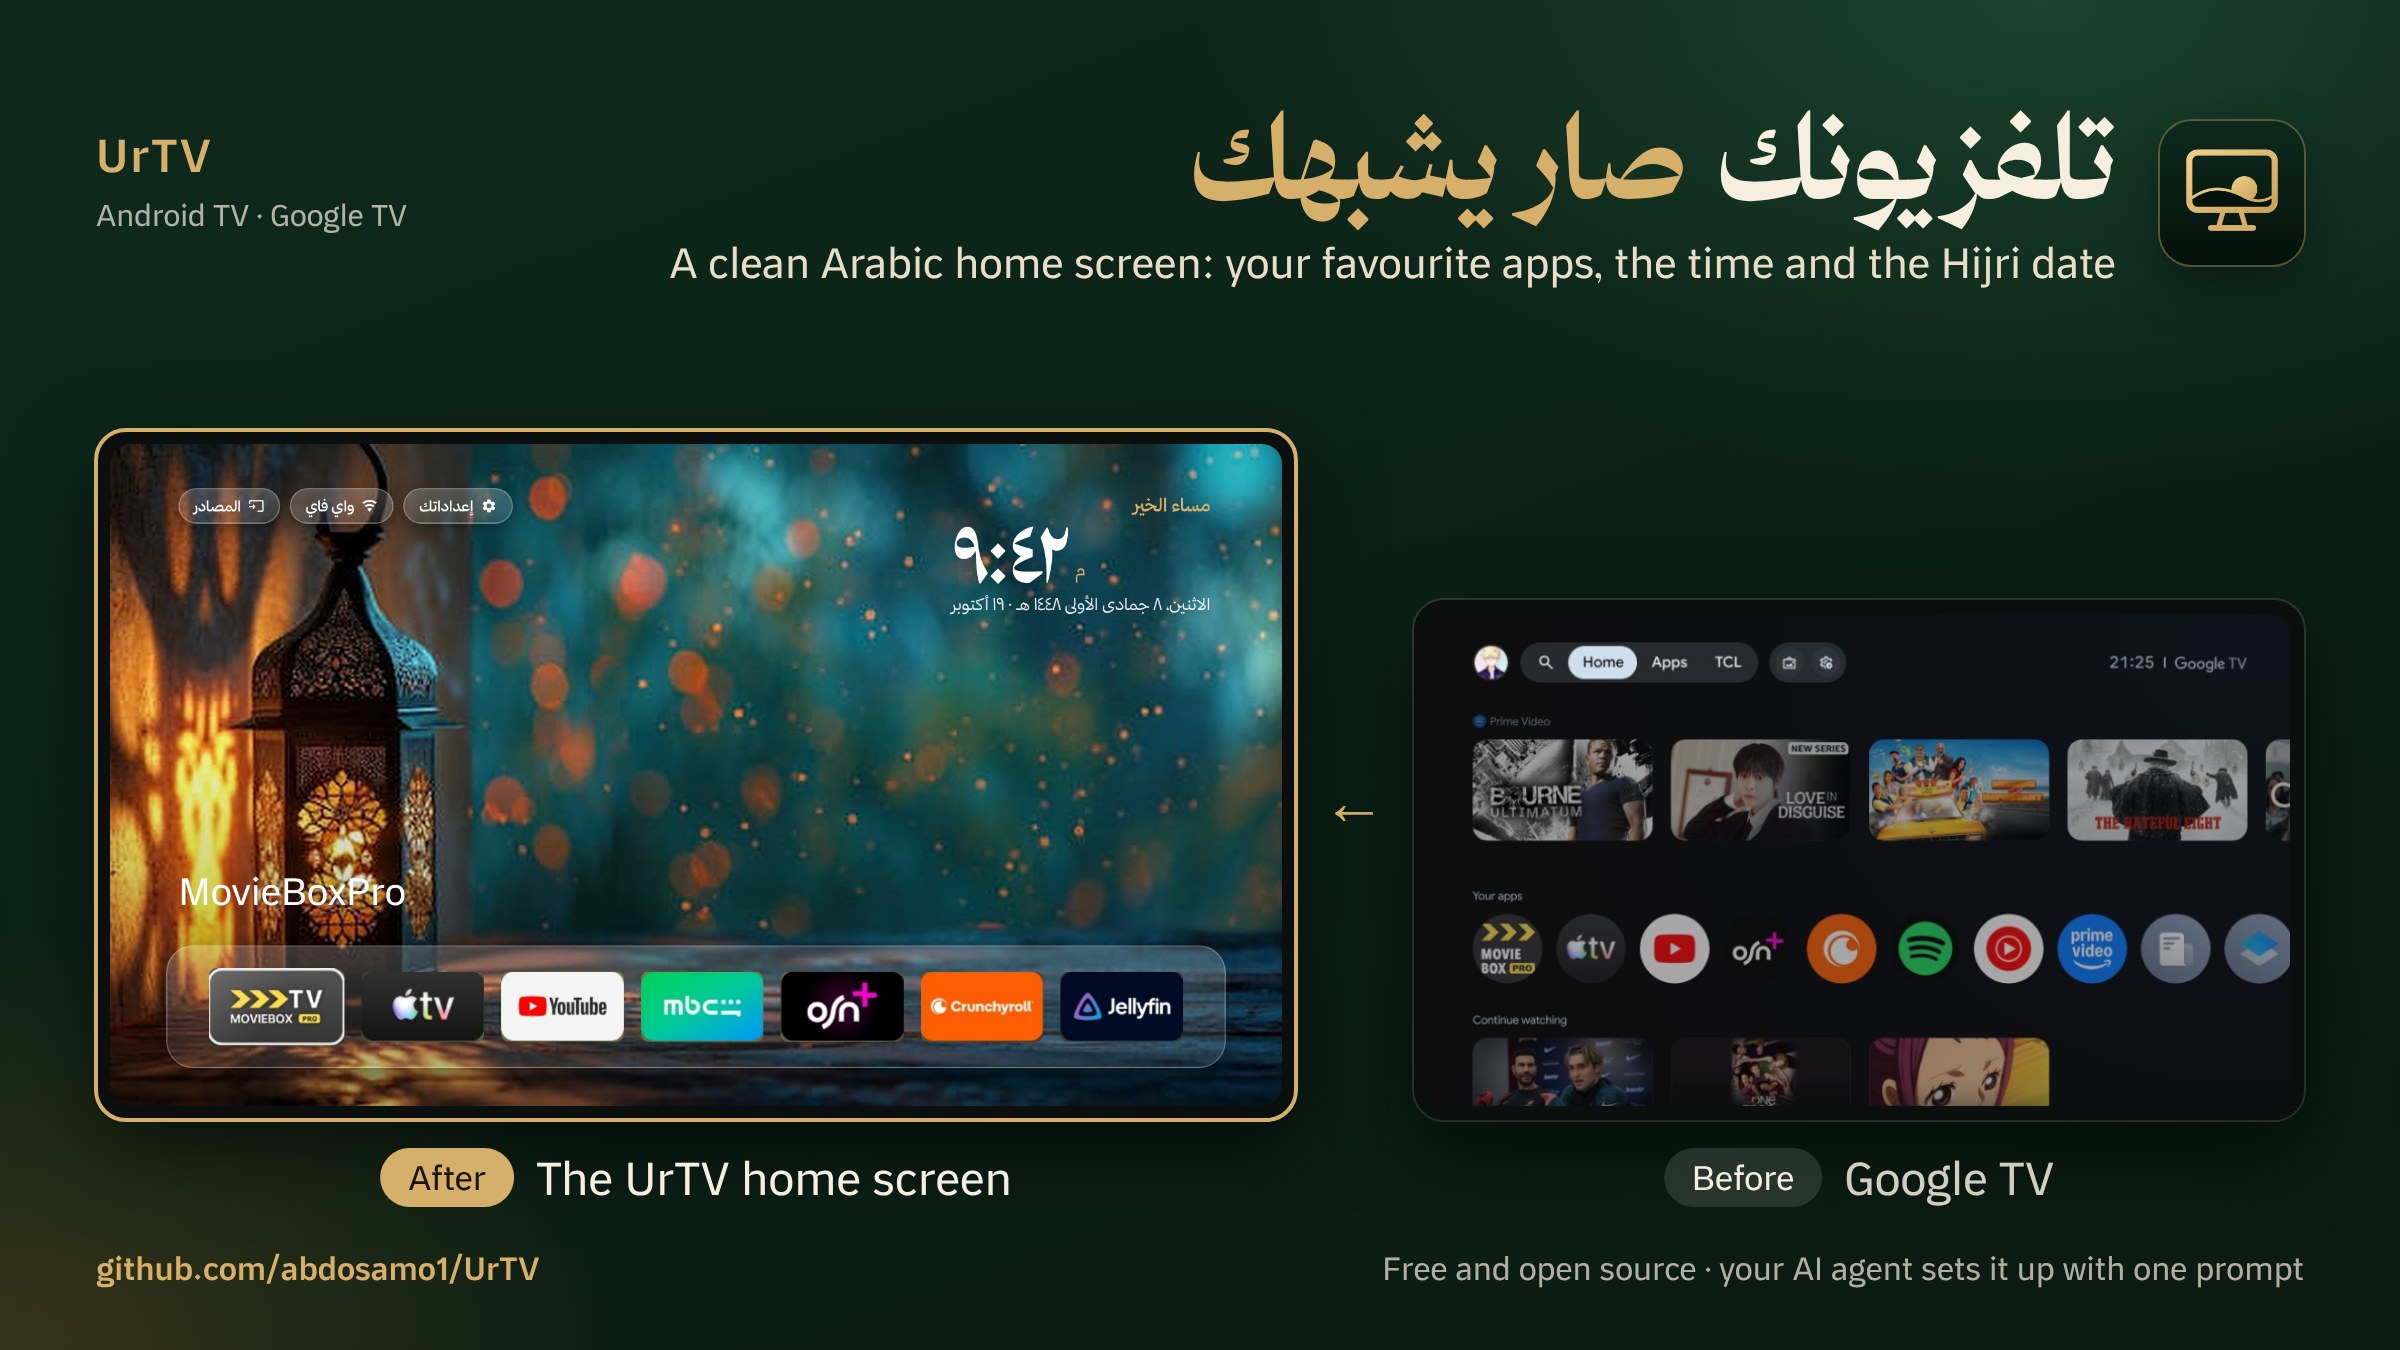 UrTV
Android TV · Google TV
تلفزيونك صار يشبهك
A clean Arabic home screen: your favourite apps, the time and the Hijri date
إعداداتك
واي فاي
المصادر
مساء الخير
٩:٤٢ م
الاثنين، ٨ جمادى الأولى ١٤٤٨ هـ · ١٩ أكتوبر
MovieBoxPro
TV
MOVIEBOX PRO
tv
YouTube
mbc
osn+
Crunchyroll
Jellyfin
←
Home
Apps
TCL
21:25 | Google TV
Prime Video
BOURNE
ULTIMATUM
NEW SERIES
LOVE IN
DISGUISE
THE HATEFUL EIGHT
Your apps
MOVIE
BOX PRO
tv
osn+
prime
video
Continue watching
ONE
After
The UrTV home screen
Before
Google TV
github.com/abdosamo1/UrTV
Free and open source · your AI agent sets it up with one prompt